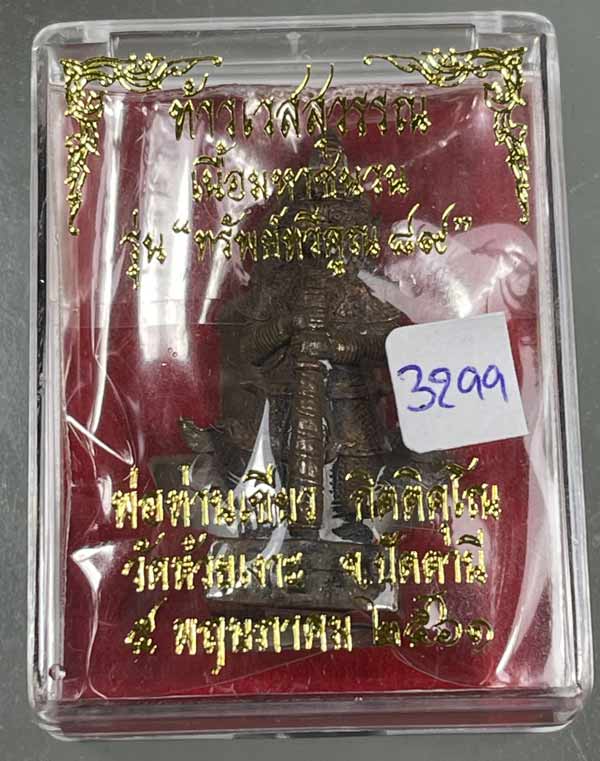 ท้าวเวสสุวรรณ
เนื้อมหาชนวน
รุ่น "ทรัพย์ทวีคูณ ๘๙"
3299
พ่อท่านเขียว กิตติคุโณ
วัดห้วยเงาะ จ.ปัตตานี
๕ พฤษภาคม ๒๕๖๑